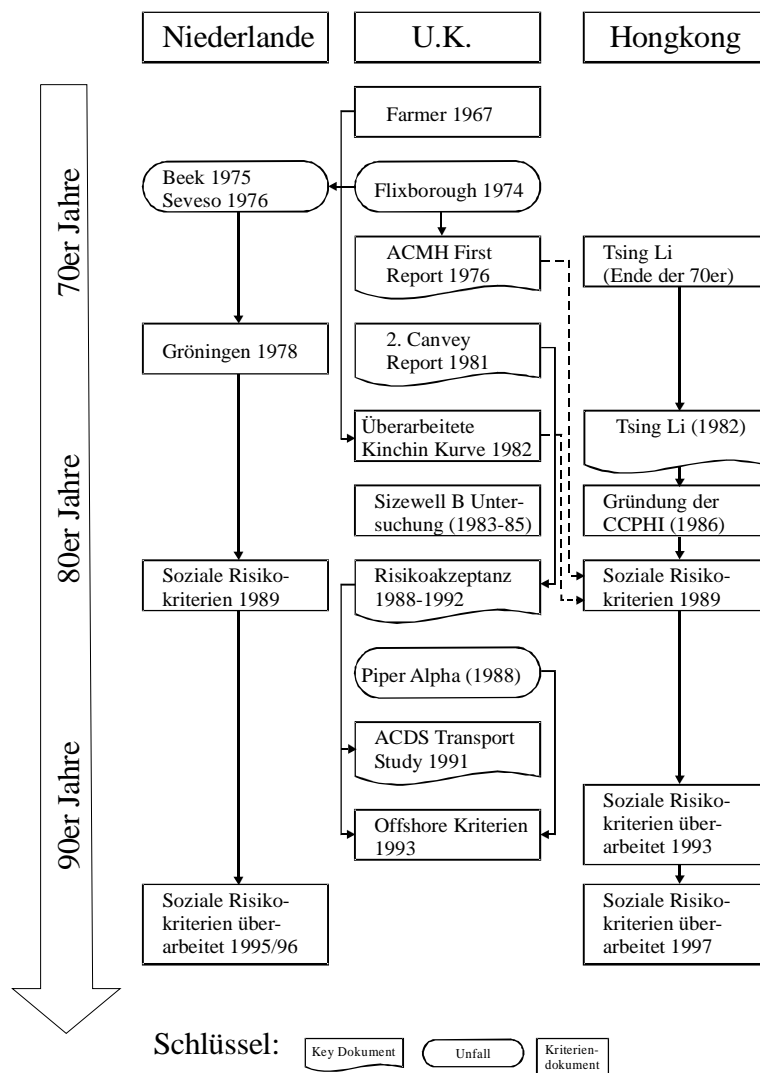 Niederlande
U.K.
Hongkong
70er Jahre
80er Jahre
90er Jahre
Beek 1975
Seveso 1976
Gröningen 1978
Soziale Risiko-
kriterien 1989
Soziale Risiko-
kriterien über-
arbeitet 1995/96
Farmer 1967
Flixborough 1974
ACMH First
Report 1976
2. Canvey
Report 1981
Überarbeitete
Kinchin Kurve 1982
Sizewell B Unter-
suchung (1983-85)
Risikoakzeptanz
1988-1992
Piper Alpha (1988)
ACDS Transport
Study 1991
Offshore Kriterien
1993
Tsing Li
(Ende der 70er)
Tsing Li (1982)
Gründung der
CCPHI (1986)
Soziale Risiko-
kriterien 1989
Soziale Risiko-
kriterien über-
arbeitet 1993
Soziale Risiko-
kriterien über-
arbeitet 1997
Schlüssel:
Key Dokument
Unfall
Kriterien-
dokument